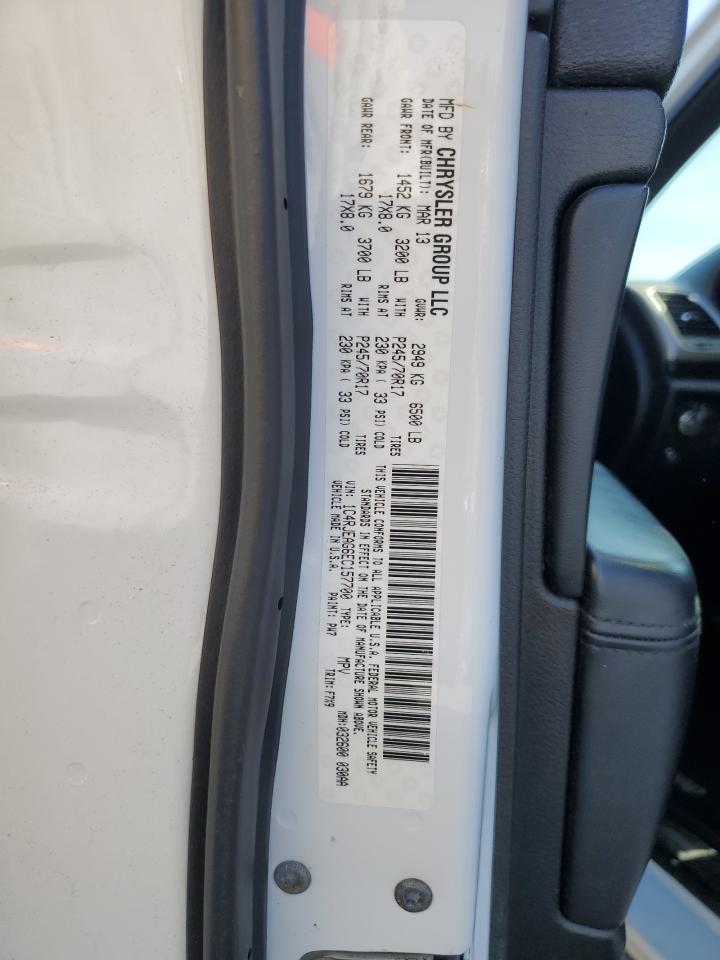 MFD BY CHRYSLER GROUP LLC
DATE OF MFR(BUILT): MAR 13 GVWR: 2949 KG 6500 LB
GAWR FRONT: 1452 KG 3200 LB WITH P245/70R17 TIRES
17X8.0 RIMS AT 230 KPA ( 33 PSI) COLD
GAWR REAR: 1679 KG 3700 LB WITH P245/70R17 TIRES
17X8.0 RIMS AT 230 KPA ( 33 PSI) COLD
THIS VEHICLE CONFORMS TO ALL APPLICABLE U.S.A. FEDERAL MOTOR VEHICLE SAFETY
STANDARDS IN EFFECT ON THE DATE OF MANUFACTURE SHOWN ABOVE.
VIN: 1C4RJEAG6EC157700 TYPE: MPV MDH:032600 030AA
VEHICLE MADE IN U.S.A. PAINT: PW7 TRIM: F7X9